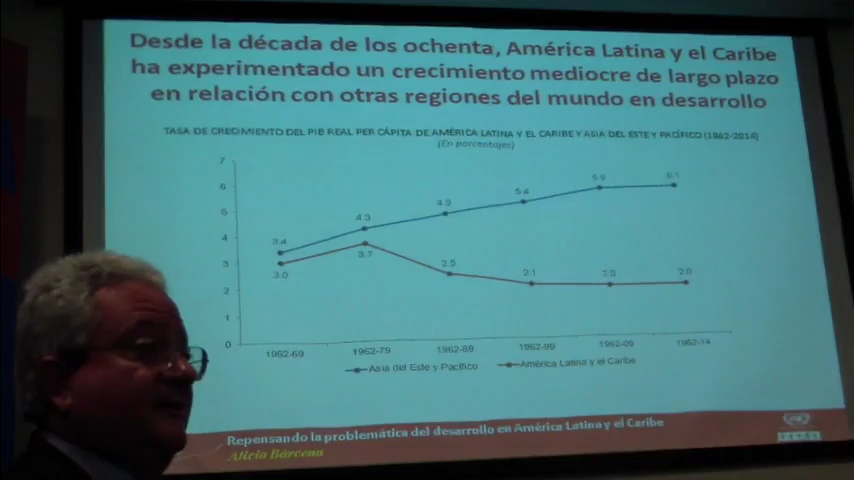 Desde la década de los ochenta, América Latina y el Caribe
ha experimentado un crecimiento mediocre de largo plazo
en relación con otras regiones del mundo en desarrollo
TASA DE CRECIMIENTO DEL PIB REAL PER CÁPITA DE AMÉRICA LATINA Y EL CARIBE Y ASIA DEL ESTE Y PACÍFICO (1962-2014)
(En porcentajes)
7
6
5
4
3
2
1
0
3.4 4.3 4.9 5.4 5.9 6.1
3.0 3.7 2.5 2.1 2.0 2.0
1962-69 1962-79 1962-89 1962-99 1962-09 1962-14
Asia del Este y Pacífico América Latina y el Caribe
Repensando la problemática del desarrollo en América Latina y el Caribe
Alicia Bárcena